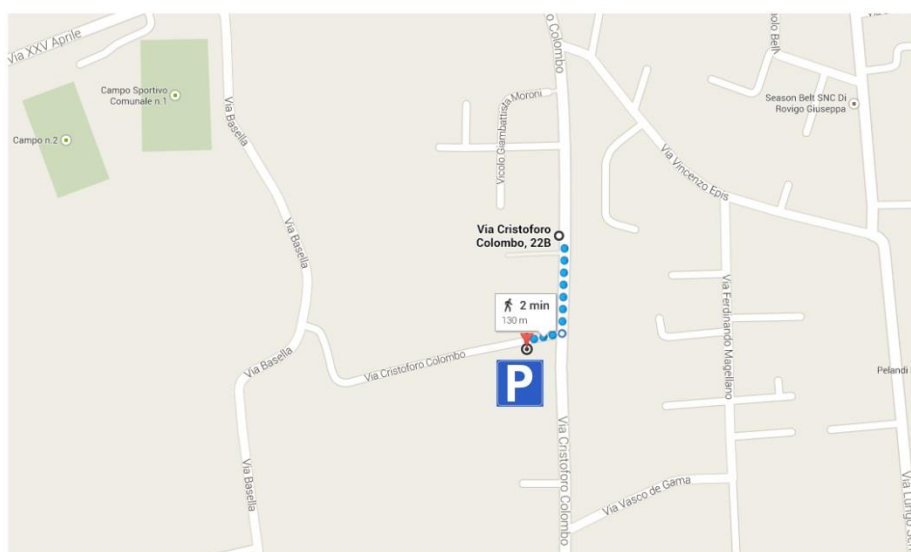 Via XXV Aprile
Campo Sportivo
Comunale n.1
Campo n.2
Via Basella
Colombo
Vicolo Giambattista Moroni
Season Belt SNC Di
Rovigo Giuseppa
Via Vincenzo Epis
Via Basella
Via Cristoforo
Colombo, 22B
2 min
130 m
Via Ferdinando Magellano
Via Basella
Via Cristoforo Colombo
P
Pelandi
Via Cristoforo Colombo
Via Basella
Via Vasco de Gama